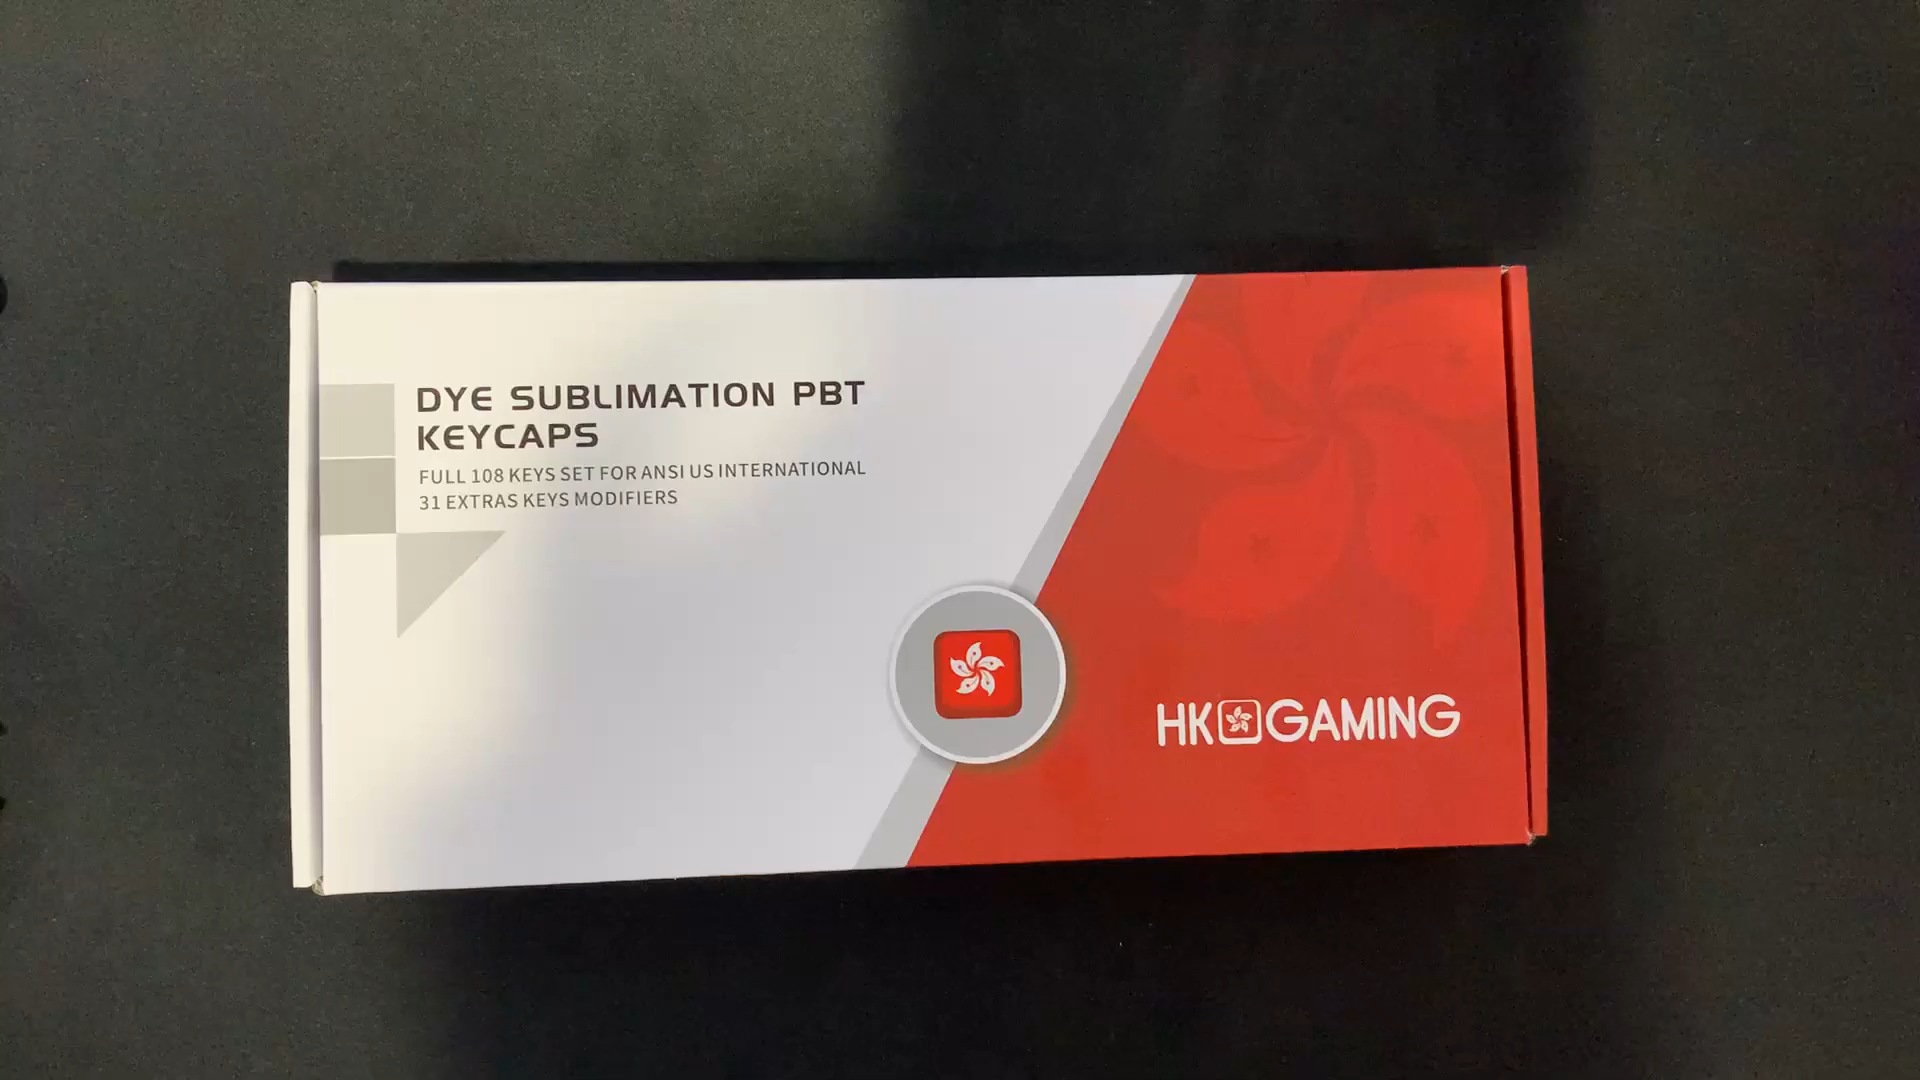 DYE SUBLIMATION PBT
KEYCAPS
FULL 108 KEYS SET FOR ANSI US INTERNATIONAL
31 EXTRAS KEYS MODIFIERS
HK GAMING